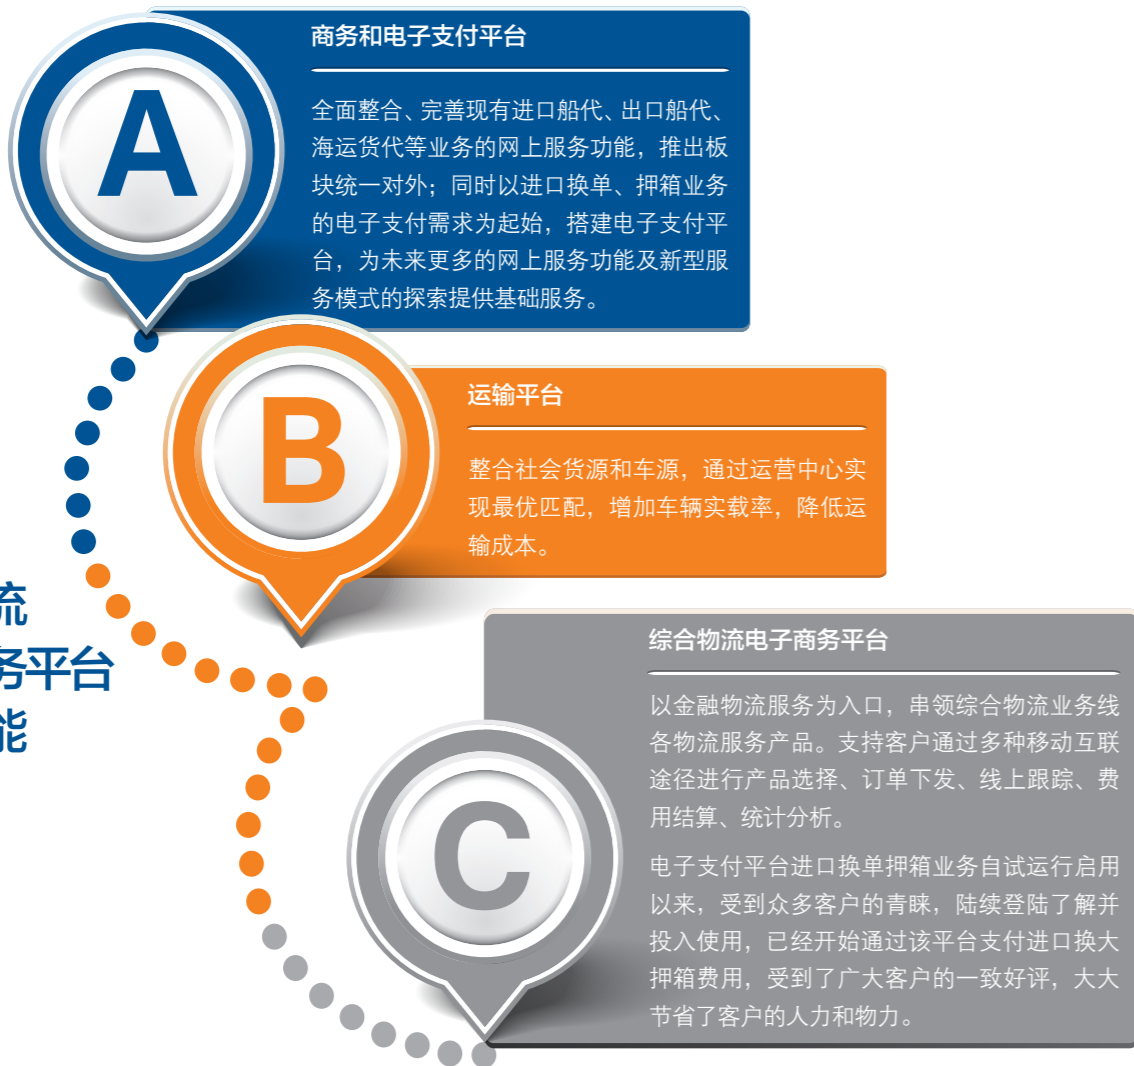 A
商务和电子支付平台
全面整合、完善现有进口船代、出口船代、
海运货代等业务的网上服务功能，推出板
块统一对外；同时以进口换单、押箱业务
的电子支付需求为起始，搭建电子支付平
台，为未来更多的网上服务功能及新型服
务模式的探索提供基础服务。
B
运输平台
整合社会货源和车源，通过运营中心实
现最优匹配，增加车辆实载率，降低运
输成本。
流
务平台
能
C
综合物流电子商务平台
以金融物流服务为入口，串领综合物流业务线
各物流服务产品。支持客户通过多种移动互联
途径进行产品选择、订单下发、线上跟踪、费
用结算、统计分析。
电子支付平台进口换单押箱业务自试运行启用
以来，受到众多客户的青睐，陆续登陆了解并
投入使用，已经开始通过该平台支付进口换大
押箱费用，受到了广大客户的一致好评，大大
节省了客户的人力和物力。